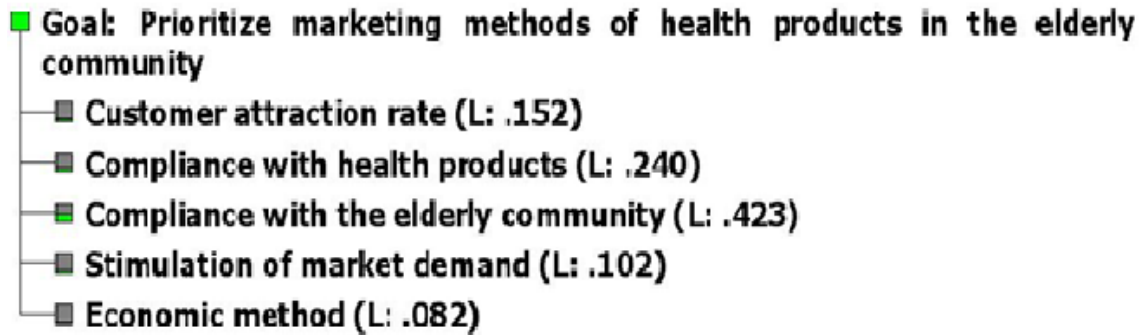 Goal: Prioritize marketing methods of health products in the elderly
community
Customer attraction rate (L: .152)
Compliance with health products (L: .240)
Compliance with the elderly community (L: .423)
Stimulation of market demand (L: .102)
Economic method (L: .082)